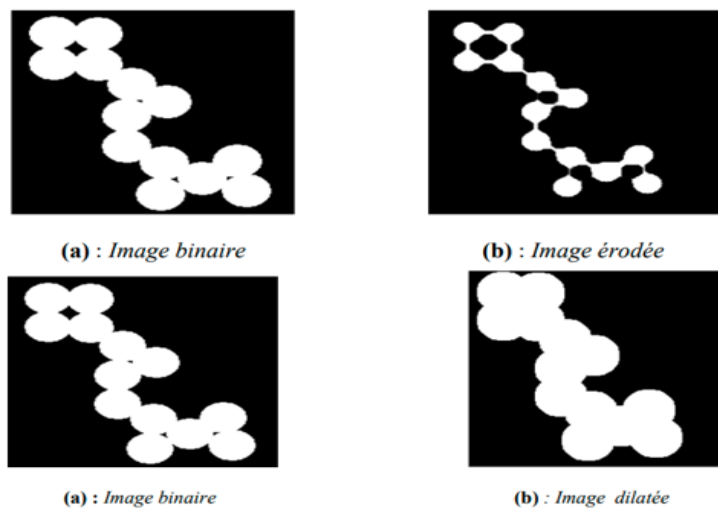 (a) : Image binaire
(b) : Image érodée
(a) : Image binaire
(b) : Image dilatée